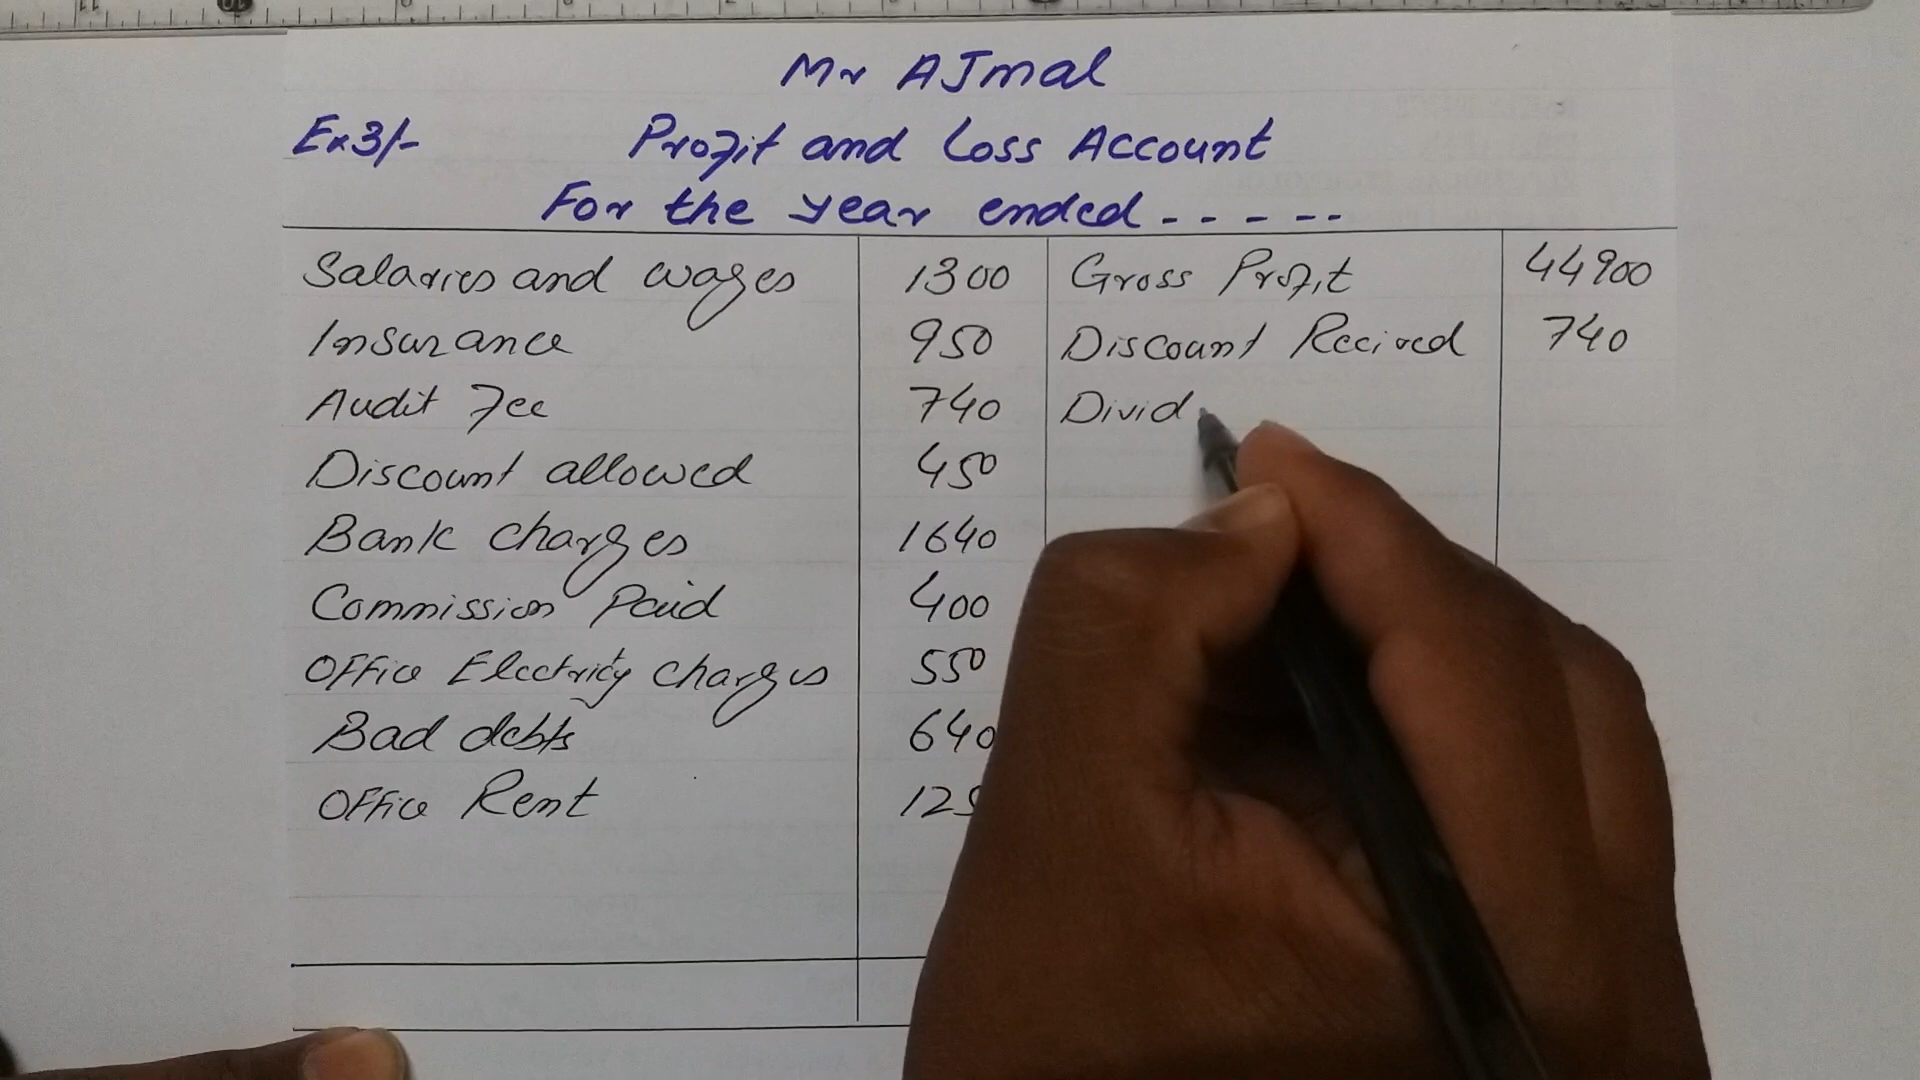 Mr AJmal
Ex3/- Profit and Loss Account
For the year ended-----
Salaries and wages 1300 Gross Profit 44900
Insurance 950 Discount Recived 740
Audit Fee 740 Divid
Discount allowed 450
Bank charges 1640
Commission Paid 400
Office Electricity charges 550
Bad debts 640
Office Rent 125